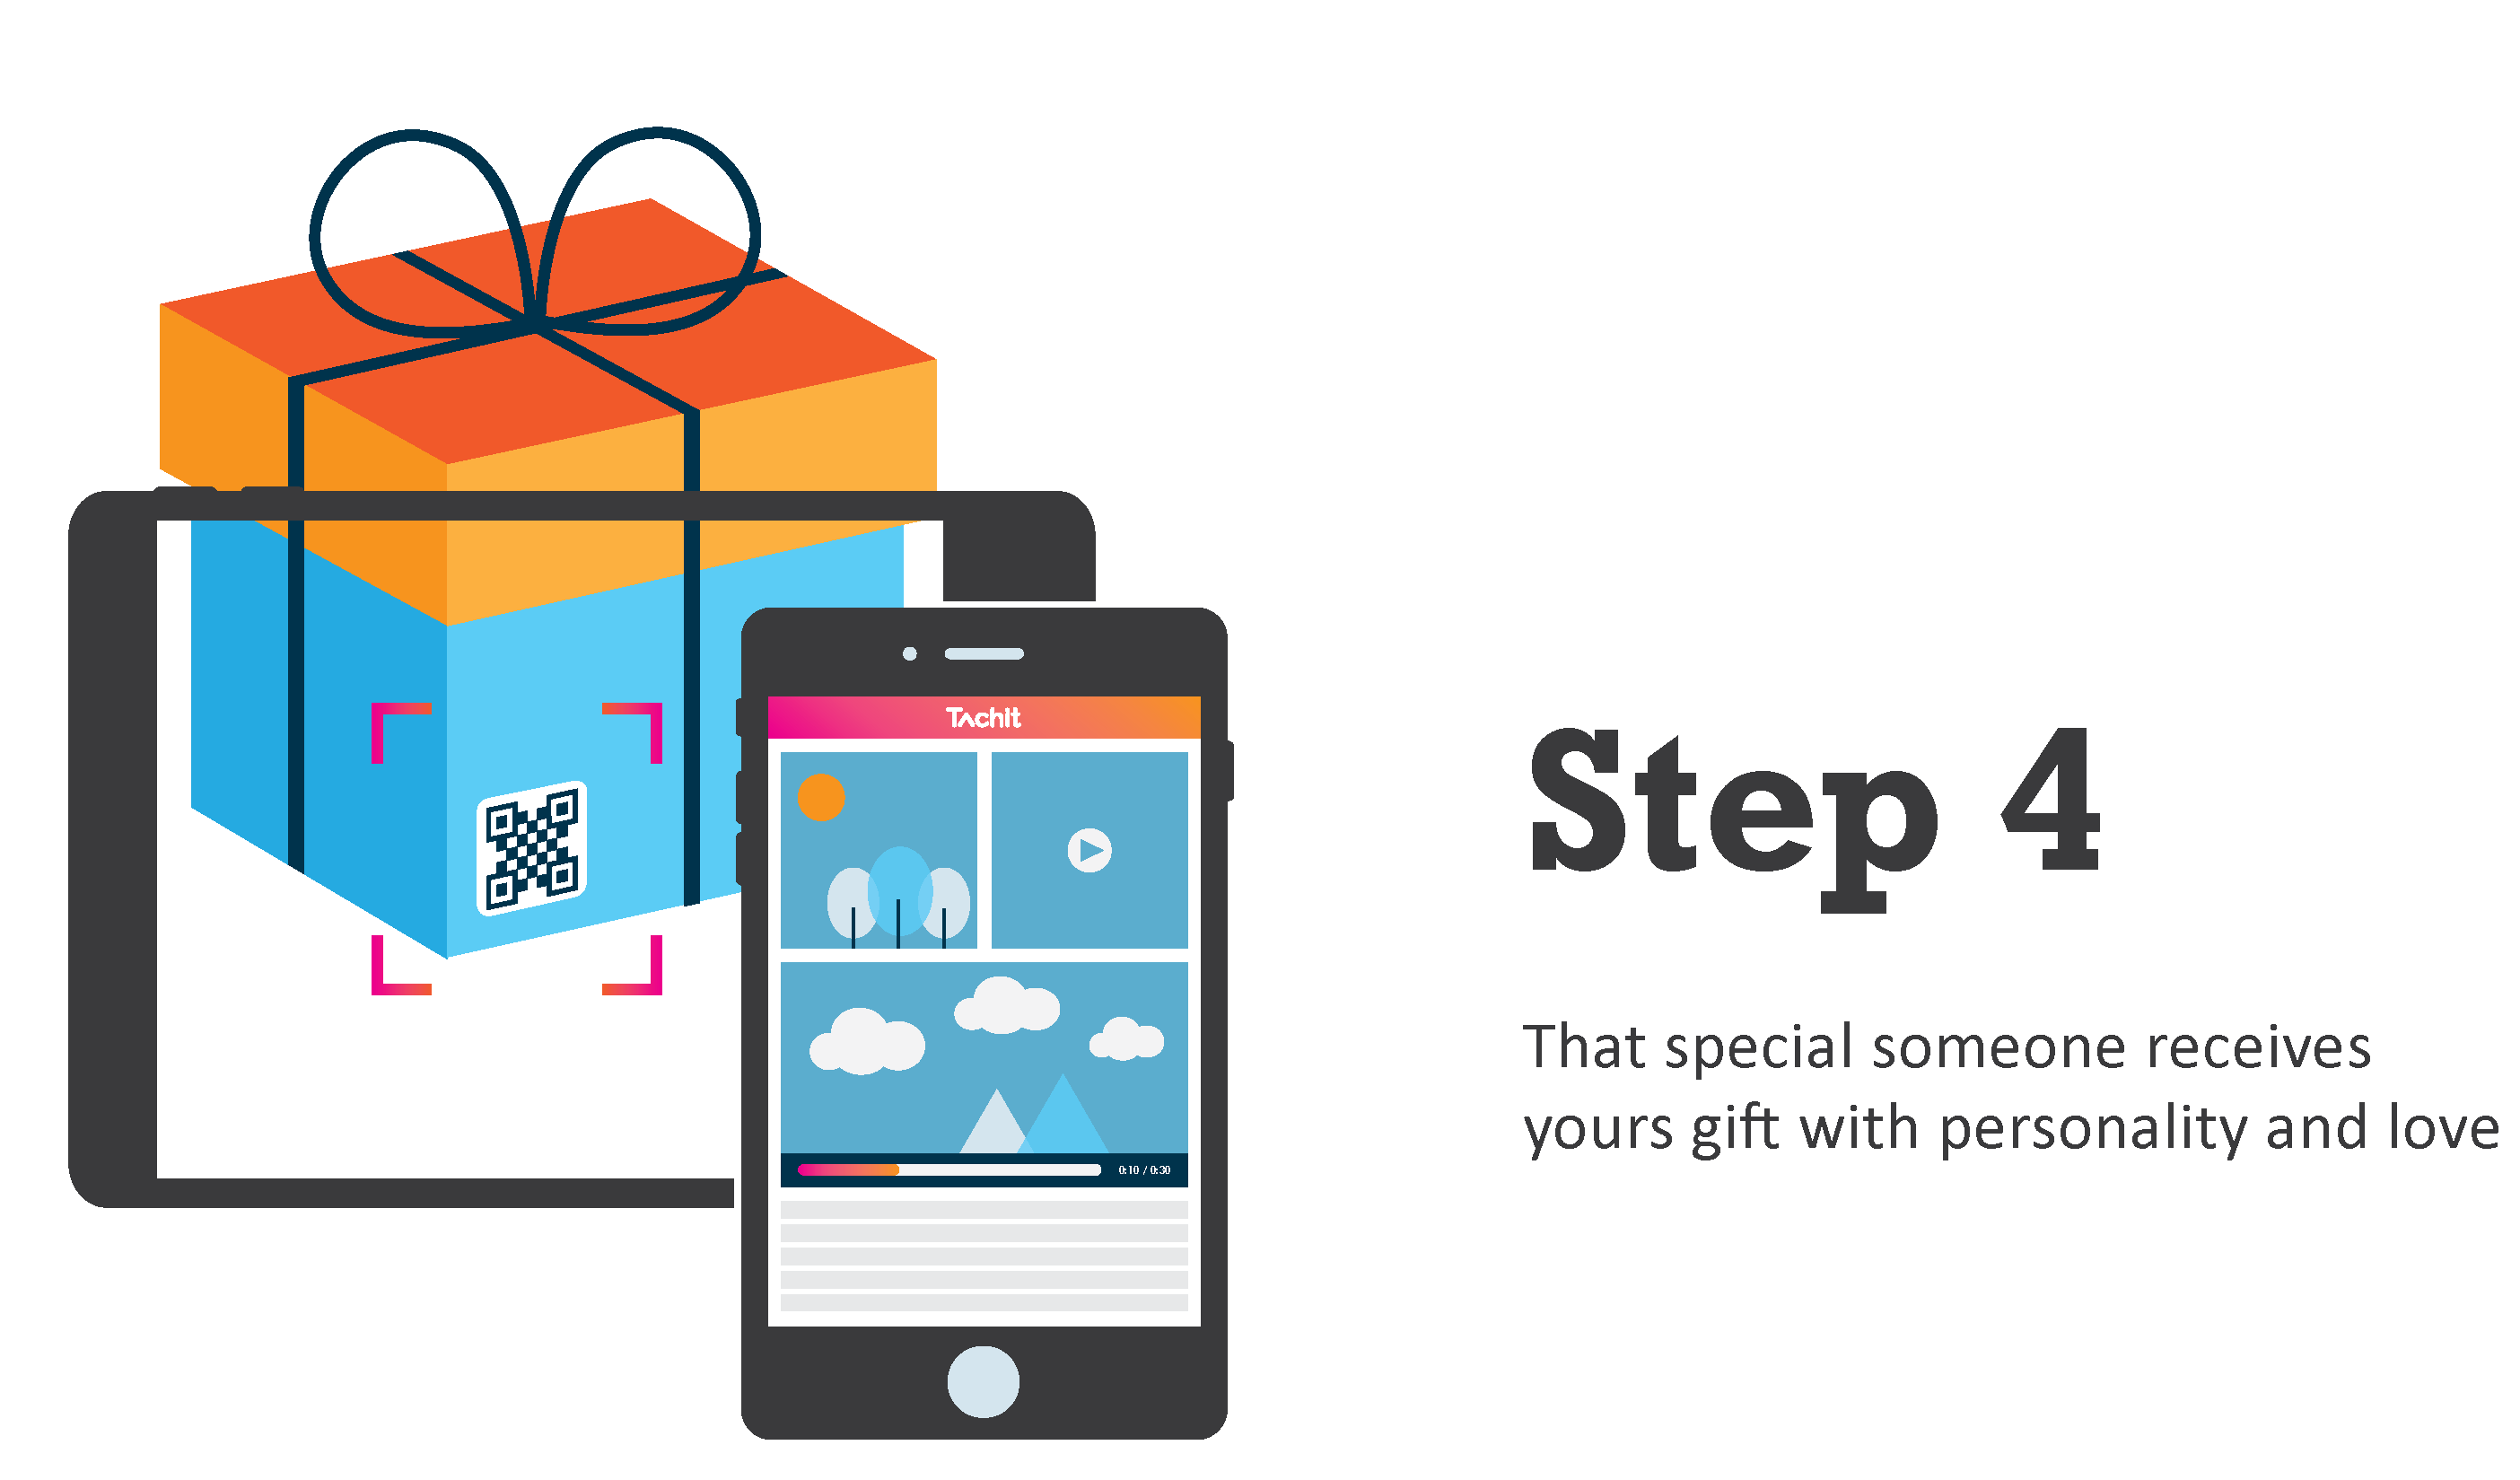 Tachit
0:10 / 0:30
Step 4
That special someone receives
yours gift with personality and love